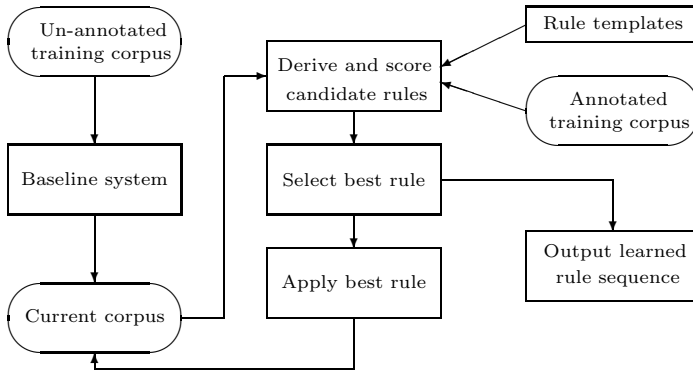 Un-annotated
training corpus
Baseline system
Current corpus
Derive and score
candidate rules
Select best rule
Apply best rule
Rule templates
Annotated
training corpus
Output learned
rule sequence